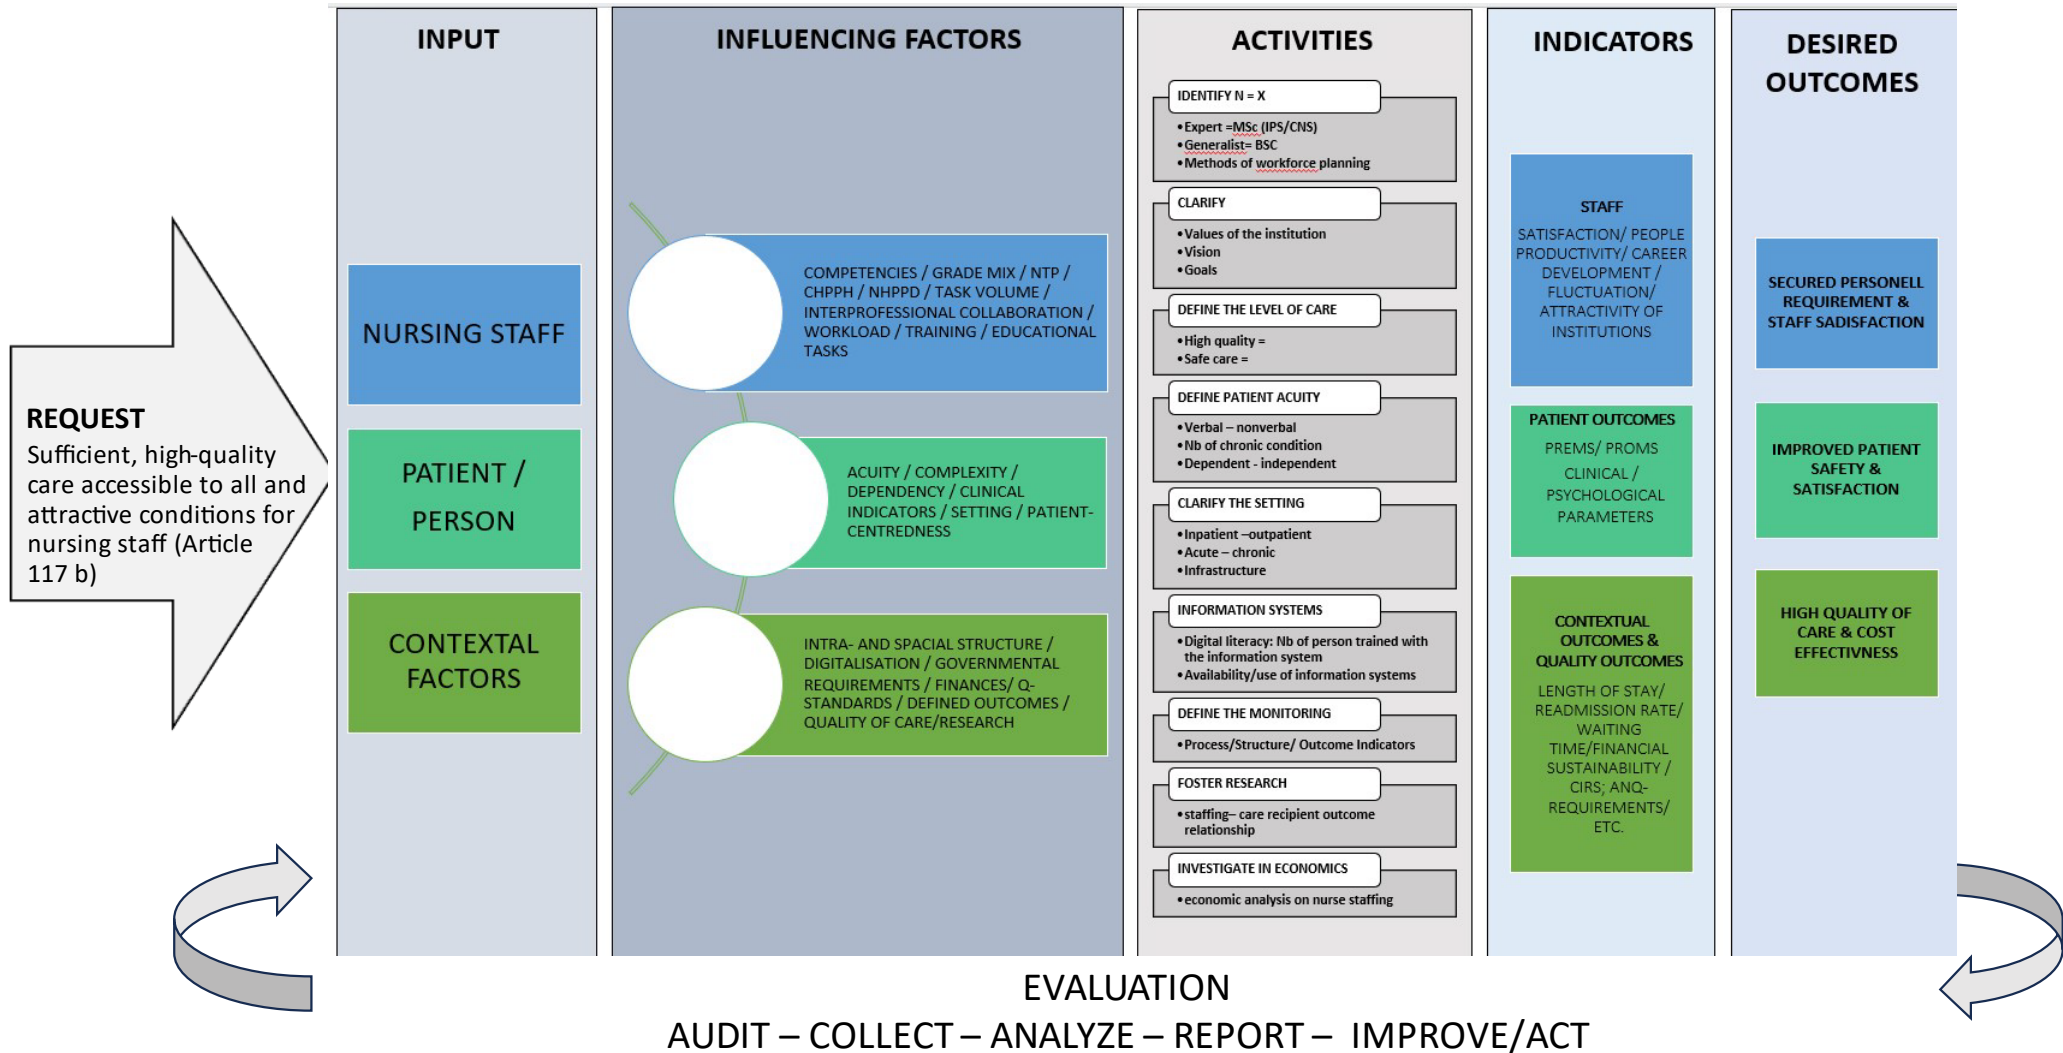 REQUEST
Sufficient, high-quality
care accessible to all and
attractive conditions for
nursing staff (Article
117 b)
INPUT
NURSING STAFF
PATIENT /
PERSON
CONTEXTAL
FACTORS
INFLUENCING FACTORS
COMPETENCIES / GRADE MIX / NTP /
CHPPH / NHPPD / TASK VOLUME /
INTERPROFESSIONAL COLLABORATION /
WORKLOAD / TRAINING / EDUCATIONAL
TASKS
ACUITY / COMPLEXITY /
DEPENDENCY / CLINICAL
INDICATORS / SETTING / PATIENT-
CENTREDNESS
INTRA- AND SPACIAL STRUCTURE /
DIGITALISATION / GOVERNMENTAL
REQUIREMENTS / FINANCES/ Q-
STANDARDS / DEFINED OUTCOMES /
QUALITY OF CARE/RESEARCH
ACTIVITIES
IDENTIFY N = X
•Expert =MSc (IPS/CNS)
•Generalist= BSC
•Methods of workforce planning
CLARIFY
•Values of the institution
•Vision
•Goals
DEFINE THE LEVEL OF CARE
•High quality =
•Safe care =
DEFINE PATIENT ACUITY
•Verbal – nonverbal
•Nb of chronic condition
•Dependent - independent
CLARIFY THE SETTING
•Inpatient –outpatient
•Acute – chronic
•Infrastructure
INFORMATION SYSTEMS
•Digital literacy: Nb of person trained with
the information system
•Availability/use of information systems
DEFINE THE MONITORING
•Process/Structure/ Outcome Indicators
FOSTER RESEARCH
•staffing– care recipient outcome
relationship
INVESTIGATE IN ECONOMICS
•economic analysis on nurse staffing
INDICATORS
STAFF
SATISFACTION/ PEOPLE
PRODUCTIVITY/ CAREER
DEVELOPMENT /
FLUCTUATION/
ATTRACTIVITY OF
INSTITUTIONS
PATIENT OUTCOMES
PREMS/ PROMS
CLINICAL /
PSYCHOLOGICAL
PARAMETERS
CONTEXTUAL
OUTCOMES &
QUALITY OUTCOMES
LENGTH OF STAY/
READMISSION RATE/
WAITING
TIME/FINANCIAL
SUSTAINABILITY /
CIRS; ANQ-
REQUIREMENTS/
ETC.
DESIRED
OUTCOMES
SECURED PERSONELL
REQUIREMENT &
STAFF SADISFACTION
IMPROVED PATIENT
SAFETY &
SATISFACTION
HIGH QUALITY OF
CARE & COST
EFFECTIVNESS
EVALUATION
AUDIT – COLLECT – ANALYZE – REPORT – IMPROVE/ACT